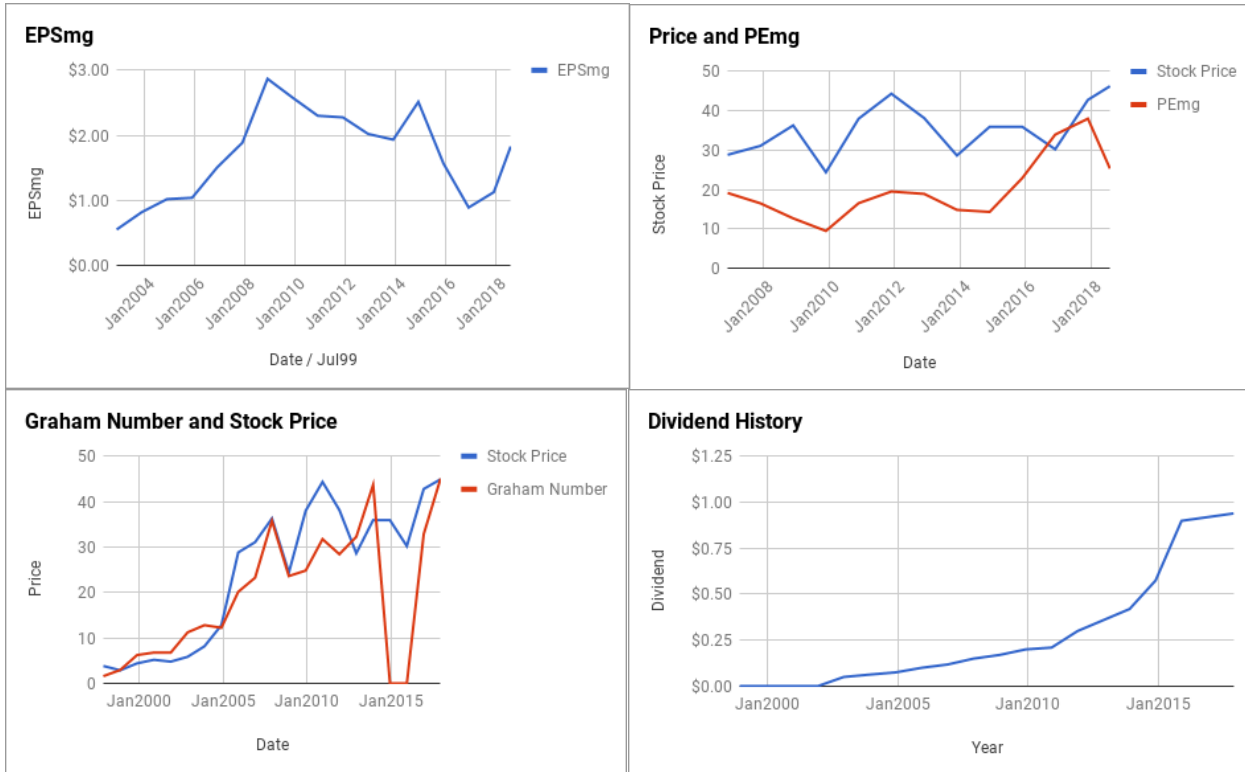 EPSmg
EPSmg
$3.00
$2.00
$1.00
$0.00
EPSmg
Jan2004
Jan2006
Jan2008
Jan2010
Jan2012
Jan2014
Jan2016
Jan2018
Date / Jul99
Price and PEmg
Stock Price
PEmg
50
40
30
20
10
0
Stock Price
Jan2008
Jan2010
Jan2012
Jan2014
Jan2016
Jan2018
Date
Graham Number and Stock Price
Stock Price
Graham Number
50
40
30
20
10
0
Price
Jan2000
Jan2005
Jan2010
Jan2015
Date
Dividend History
$1.25
$1.00
$0.75
$0.50
$0.25
$0.00
Dividend
Jan2000
Jan2005
Jan2010
Jan2015
Year